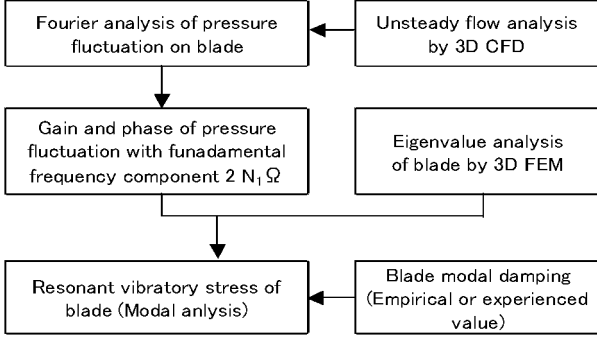 Fourier analysis of pressure
fluctuation on blade
Unsteady flow analysis
by 3D CFD
Gain and phase of pressure
fluctuation with funadamental
frequency component 2 N₁Ω
Eigenvalue analysis
of blade by 3D FEM
Resonant vibratory stress of
blade (Modal anlysis)
Blade modal damping
(Empirical or experienced
value)